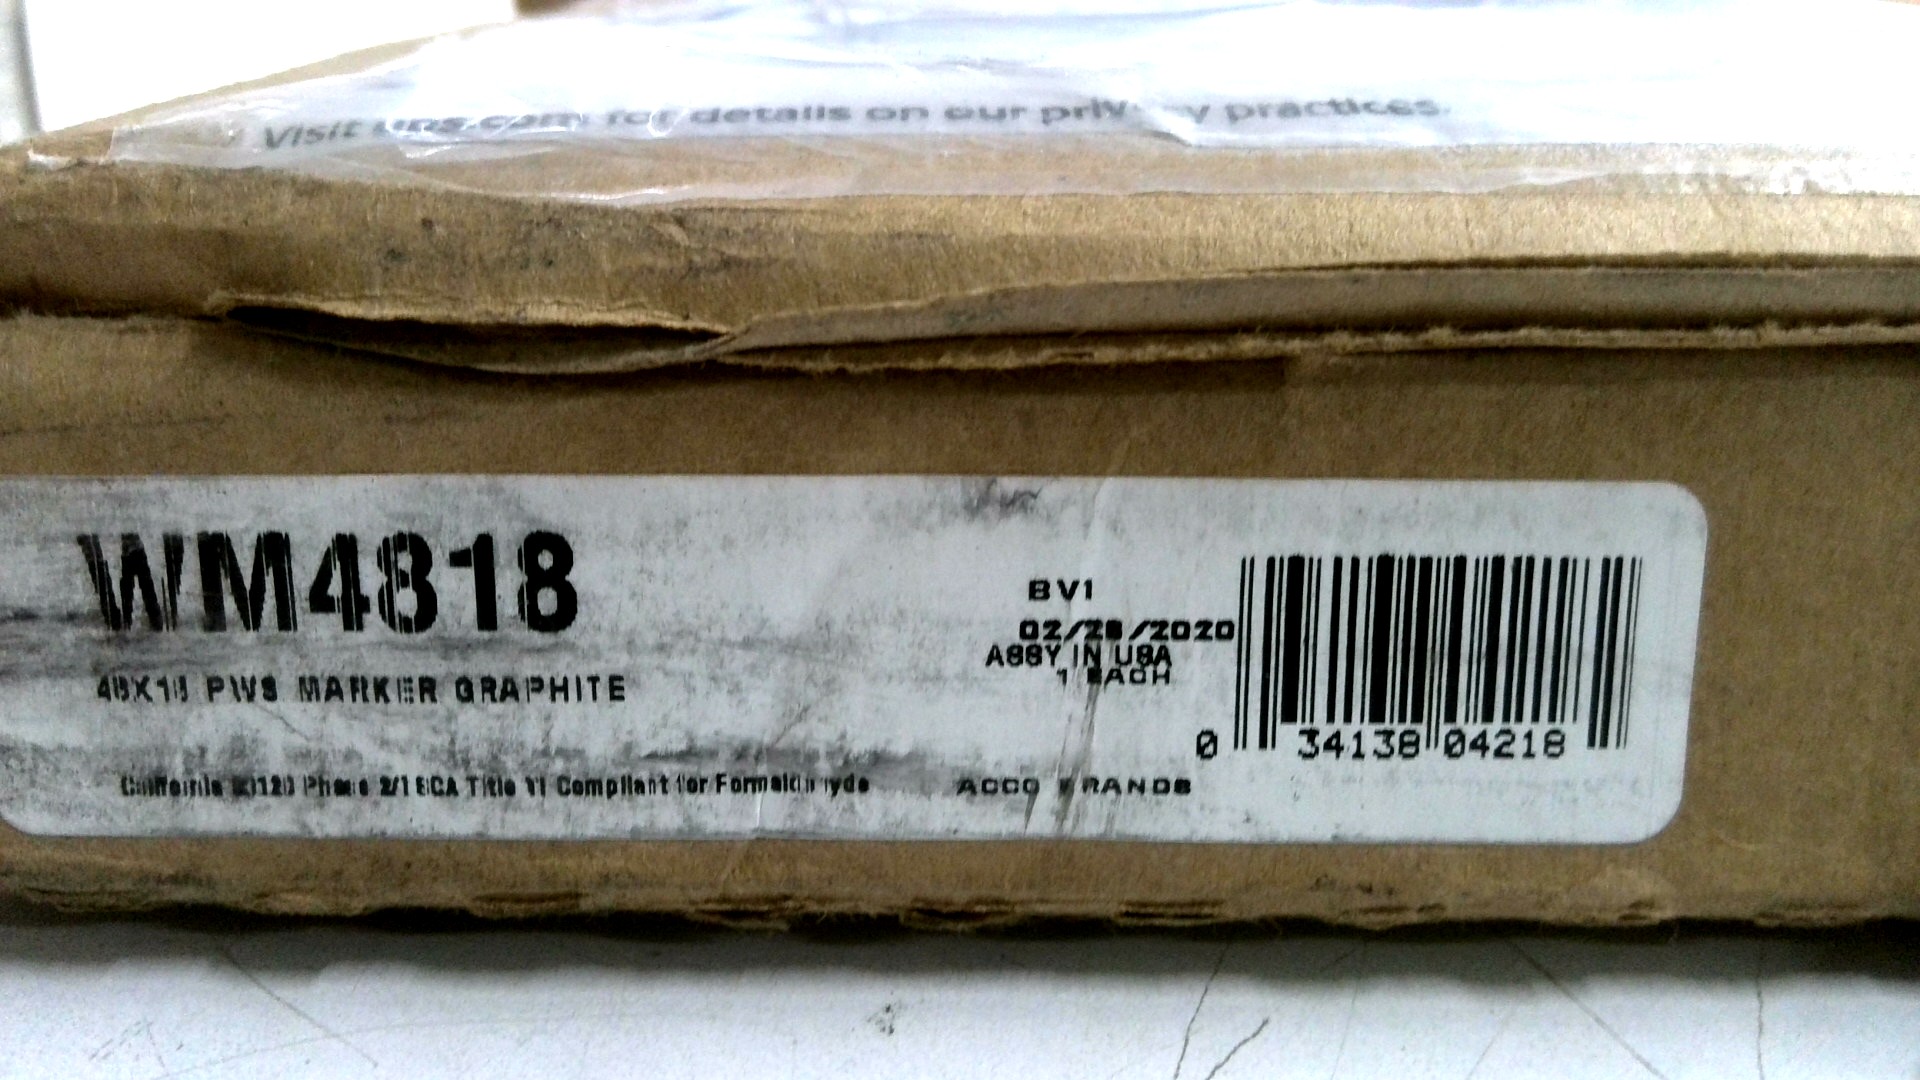 Visit ups.com for details on our privacy practices.
WM4818
48X18 PWS MARKER GRAPHITE
BV1
02/28/2020
ASSY IN USA
1 EACH
0 34138 04218
California 93120 Phase 2/TSCA Title VI Compliant for Formaldehyde
ACCO BRANDS